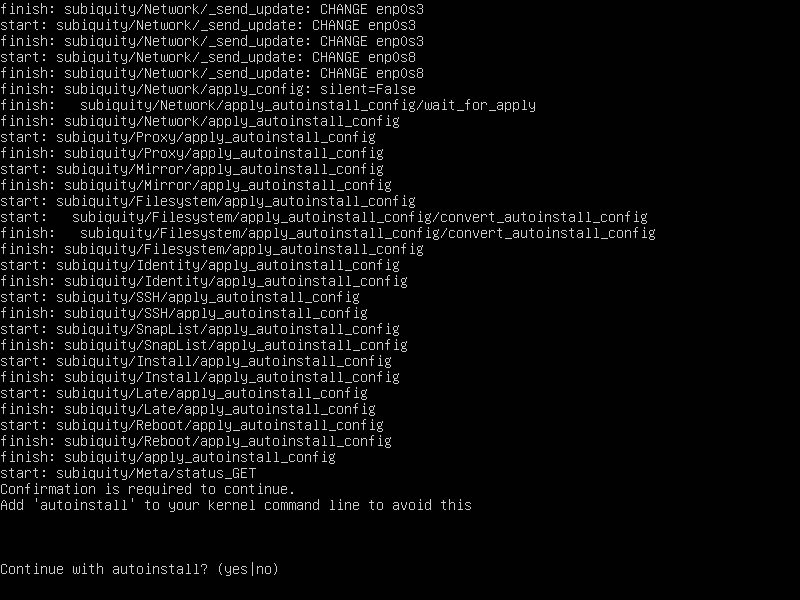 finish: subiquity/Network/_send_update: CHANGE enp0s3
start: subiquity/Network/_send_update: CHANGE enp0s3
finish: subiquity/Network/_send_update: CHANGE enp0s3
start: subiquity/Network/_send_update: CHANGE enp0s8
finish: subiquity/Network/_send_update: CHANGE enp0s8
finish: subiquity/Network/apply_config: silent=False
finish:   subiquity/Network/apply_autoinstall_config/wait_for_apply
finish: subiquity/Network/apply_autoinstall_config
start: subiquity/Proxy/apply_autoinstall_config
finish: subiquity/Proxy/apply_autoinstall_config
start: subiquity/Mirror/apply_autoinstall_config
finish: subiquity/Mirror/apply_autoinstall_config
start: subiquity/Filesystem/apply_autoinstall_config
start:   subiquity/Filesystem/apply_autoinstall_config/convert_autoinstall_config
finish:   subiquity/Filesystem/apply_autoinstall_config/convert_autoinstall_config
finish: subiquity/Filesystem/apply_autoinstall_config
start: subiquity/Identity/apply_autoinstall_config
finish: subiquity/Identity/apply_autoinstall_config
start: subiquity/SSH/apply_autoinstall_config
finish: subiquity/SSH/apply_autoinstall_config
start: subiquity/SnapList/apply_autoinstall_config
finish: subiquity/SnapList/apply_autoinstall_config
start: subiquity/Install/apply_autoinstall_config
finish: subiquity/Install/apply_autoinstall_config
start: subiquity/Late/apply_autoinstall_config
finish: subiquity/Late/apply_autoinstall_config
start: subiquity/Reboot/apply_autoinstall_config
finish: subiquity/Reboot/apply_autoinstall_config
finish: subiquity/apply_autoinstall_config
start: subiquity/Meta/status_GET
Confirmation is required to continue.
Add 'autoinstall' to your kernel command line to avoid this
Continue with autoinstall? (yes|no)